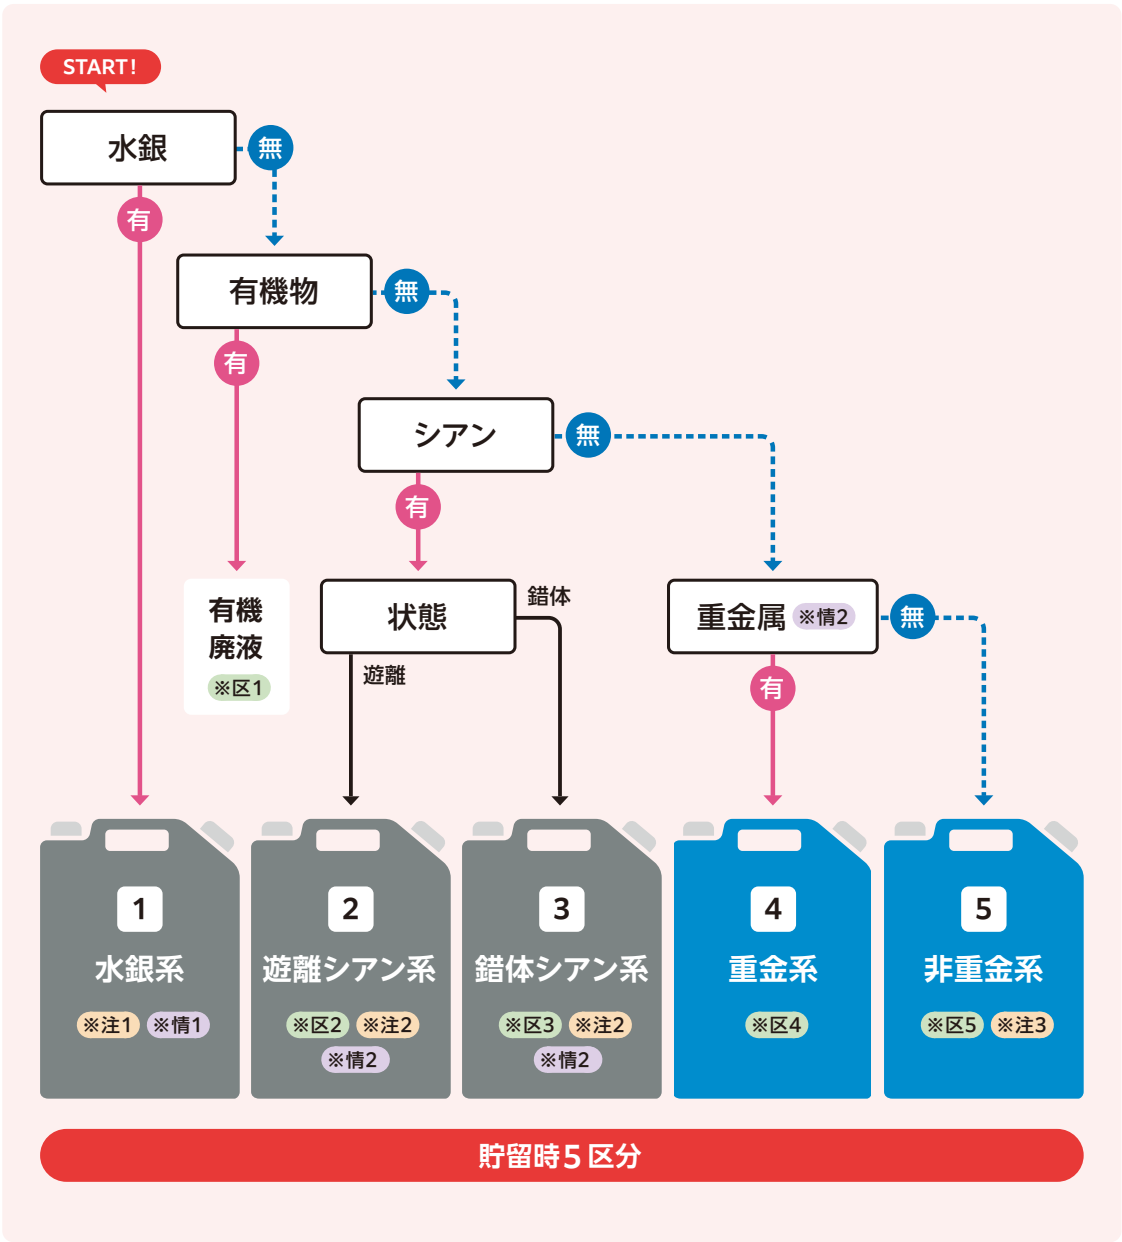 START!
水銀
無
有
有機物
無
有
シアン
無
有
有機
廃液
※区1
状態
錯体
遊離
重金属 ※情2
無
有
1
水銀系
※注1 ※情1
2
遊離シアン系
※区2 ※注2
※情2
3
錯体シアン系
※区3 ※注2
※情2
4
重金系
※区4
5
非重金系
※区5 ※注3
貯留時5区分